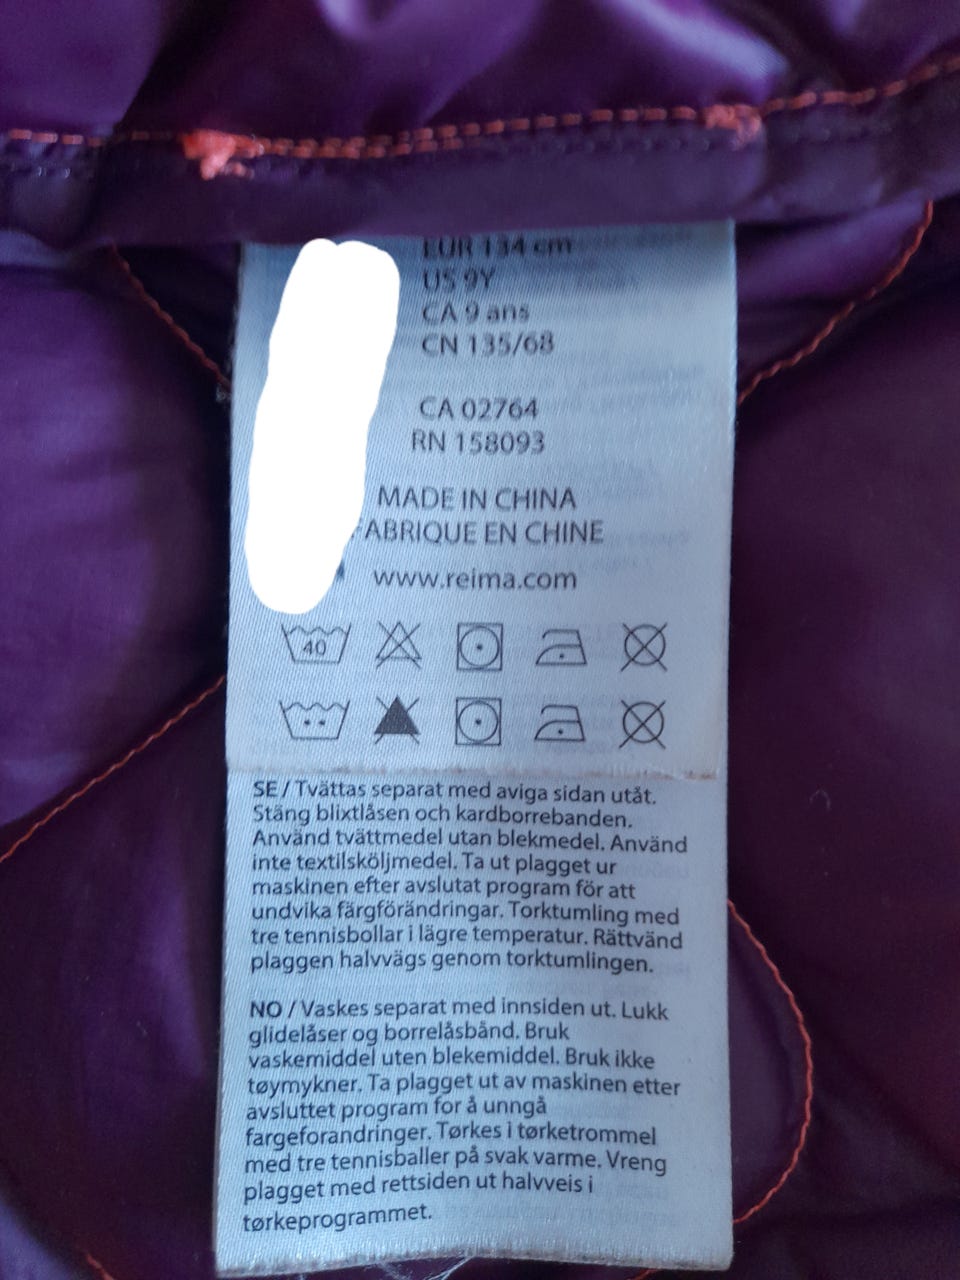 EUR 134 cm
US 9Y
CA 9 ans
CN 135/68
CA 02764
RN 158093
MADE IN CHINA
FABRIQUE EN CHINE
www.reima.com
40
SE / Tvättas separat med aviga sidan utåt.
Stäng blixtlåsen och kardborrebanden.
Använd tvättmedel utan blekmedel. Använd
inte textilsköljmedel. Ta ut plagget ur
maskinen efter avslutat program för att
undvika färgförändringar. Torktumling med
tre tennisbollar i lägre temperatur. Rättvänd
plaggen halvvägs genom torktumlingen.
NO / Vaskes separat med innsiden ut. Lukk
glidelåser og borrelåsbånd. Bruk
vaskemiddel uten blekemiddel. Bruk ikke
tøymykner. Ta plagget ut av maskinen etter
avsluttet program for å unngå
fargeforandringer. Tørkes i tørketrommel
med tre tennisballer på svak varme. Vreng
plagget med rettsiden ut halvveis i
tørkeprogrammet.